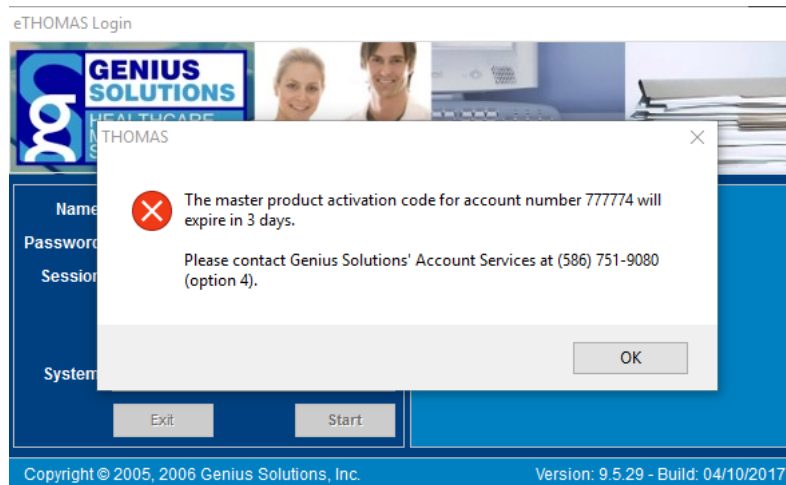 eTHOMAS Login
GENIUS
SOLUTIONS
THOMAS
The master product activation code for account number 777774 will
expire in 3 days.
Please contact Genius Solutions' Account Services at (586) 751-9080
(option 4).
OK
Name
Password
Session
System
Exit
Start
Copyright © 2005, 2006 Genius Solutions, Inc.
Version: 9.5.29 - Build: 04/10/2017